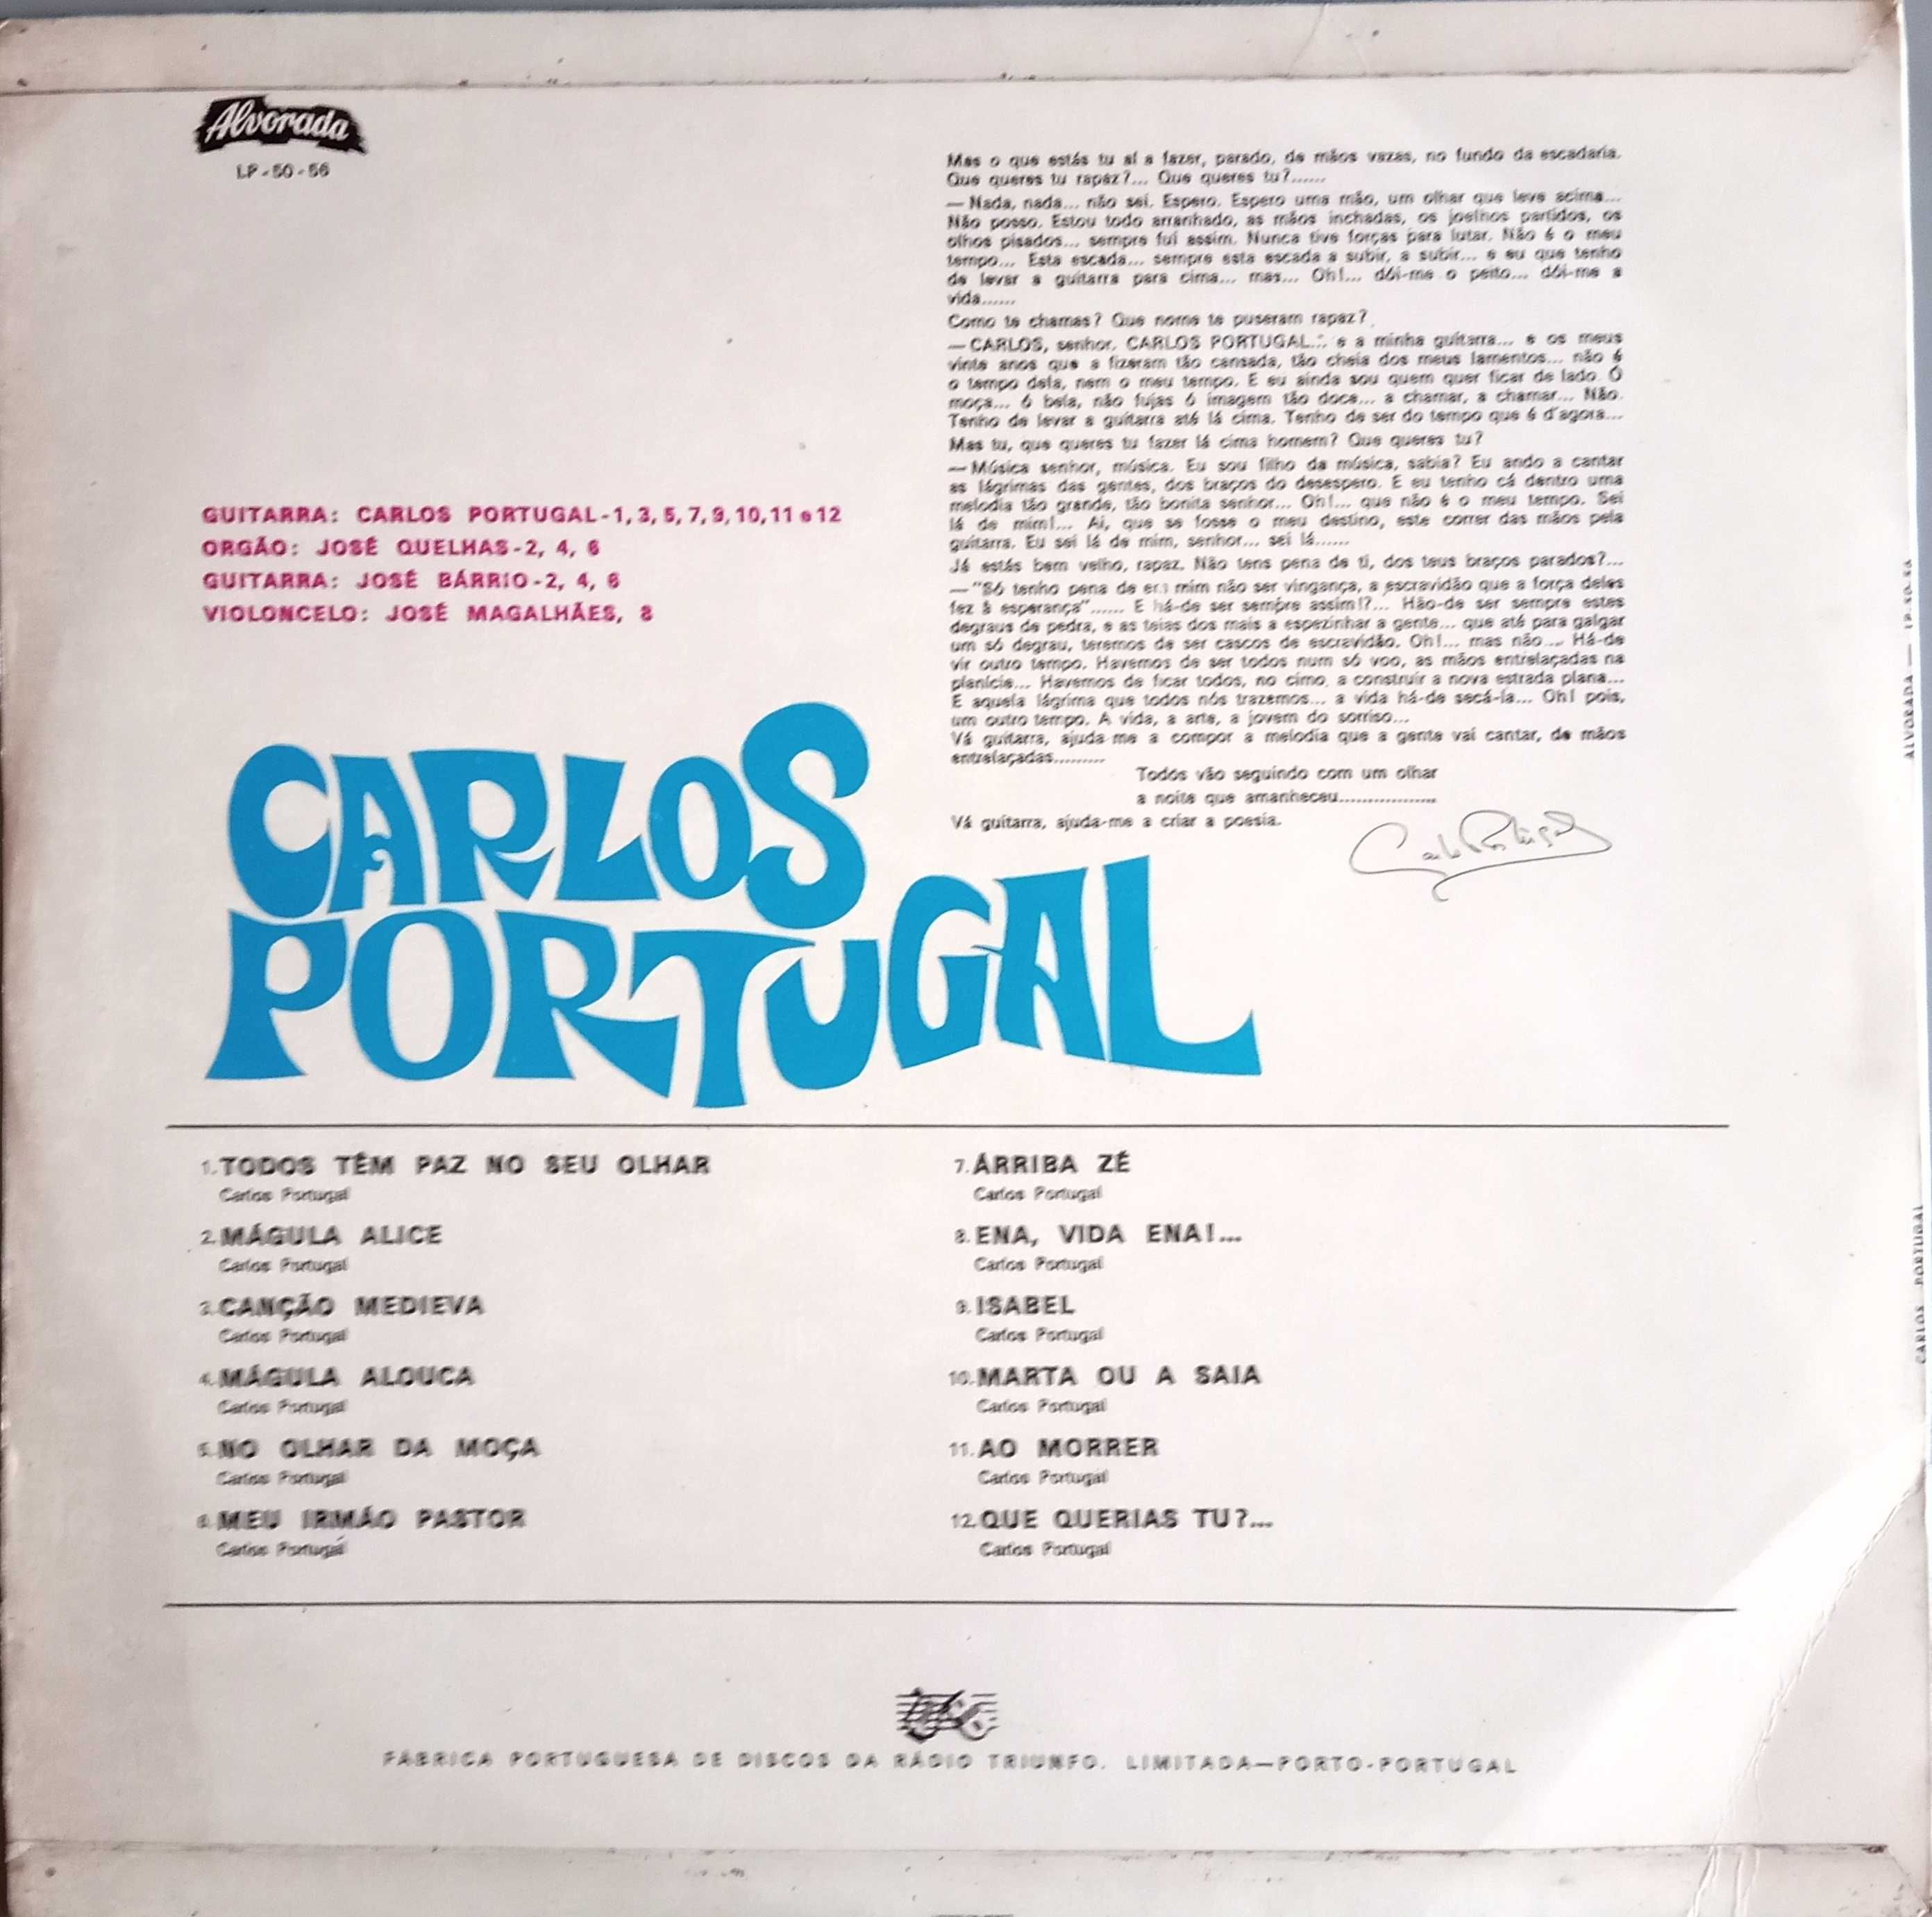 Alvorada
LP-50-56
Mas o que estás tu aí a fazer, parado, de mãos vazas, no fundo da escadaria.
Que queres tu rapaz?... Que queres tu?......
— Nada, nada... não sei. Espero. Espero uma mão, um olhar que leve acima...
Não posso. Estou todo arranhado, as mãos inchadas, os joelhos partidos, os
olhos pisados... sempre fui assim. Nunca tive forças para lutar. Não é o meu
tempo... Esta escada... sempre esta escada a subir, a subir... e eu que tenho
de levar a guitarra para cima... mas... Oh!... dói-me o peito... dói-me a
vida......
Como te chamas? Que nome te puseram rapaz?
— CARLOS, senhor. CARLOS PORTUGAL... e a minha guitarra... e os meus
vinte anos que a fizeram tão cansada, tão cheia dos meus lamentos... não é
o tempo dela, nem o meu tempo. E eu ainda sou quem quer ficar de lado. Ó
moça... ó bela, não fujas ó imagem tão doce... a chamar, a chamar... Não.
Tenho de levar a guitarra até lá cima. Tenho de ser do tempo que é d'agora...
Mas tu, que queres tu fazer lá cima homem? Que queres tu?
— Música senhor, música. Eu sou filho da música, sabia? Eu ando a cantar
as lágrimas das gentes, dos braços do desespero. E eu tenho cá dentro uma
melodia tão grande, tão bonita senhor... Oh!... que não é o meu tempo. Sei
lá de mim!... Ai, que se fosse o meu destino, este correr das mãos pela
guitarra. Eu sei lá de mim, senhor... sei lá......
Já estás bem velho, rapaz. Não tens pena de ti, dos teus braços parados?...
— "Só tenho pena de em mim não ser vingança, a escravidão que a força deles
fez à esperança"...... E há-de ser sempre assim!?... Hão-de ser sempre estes
degraus de pedra, e as teias dos mais a espezinhar a gente... que até para galgar
um só degrau, teremos de ser cascos de escravidão. Oh!... mas não... Há-de
vir outro tempo. Havemos de ser todos num só voo, as mãos entrelaçadas na
planície... Havemos de ficar todos, no cimo, a construir a nova estrada plana...
E aquela lágrima que todos nós trazemos... a vida há-de secá-la... Oh! pois,
um outro tempo. A vida, a arte, a jovem do sorriso...
Vá guitarra, ajuda-me a compor a melodia que a gente vai cantar, de mãos
entrelaçadas.........
Todos vão seguindo com um olhar
a noite que amanheceu.................
Vá guitarra, ajuda-me a criar a poesia.
Carlos Portugal
GUITARRA: CARLOS PORTUGAL-1, 3, 5, 7, 9, 10, 11 e 12
ORGÃO: JOSÉ QUELHAS-2, 4, 6
GUITARRA: JOSÉ BÁRRIO-2, 4, 6
VIOLONCELO: JOSÉ MAGALHÃES, 8
CARLOS
PORTUGAL
1. TODOS TÊM PAZ NO SEU OLHAR
Carlos Portugal
2. MÁGULA ALICE
Carlos Portugal
3. CANÇÃO MEDIEVA
Carlos Portugal
4. MÁGULA ALOUCA
Carlos Portugal
5. NO OLHAR DA MOÇA
Carlos Portugal
6. MEU IRMÃO PASTOR
Carlos Portugal
7. ÁRRIBA ZÉ
Carlos Portugal
8. ENA, VIDA ENA!...
Carlos Portugal
9. ISABEL
Carlos Portugal
10. MARTA OU A SAIA
Carlos Portugal
11. AO MORRER
Carlos Portugal
12. QUE QUERIAS TU?...
Carlos Portugal
FÁBRICA PORTUGUESA DE DISCOS DA RÁDIO TRIUNFO, LIMITADA—PORTO-PORTUGAL
CARLOS PORTUGAL
ALVORADA — LP-50-56